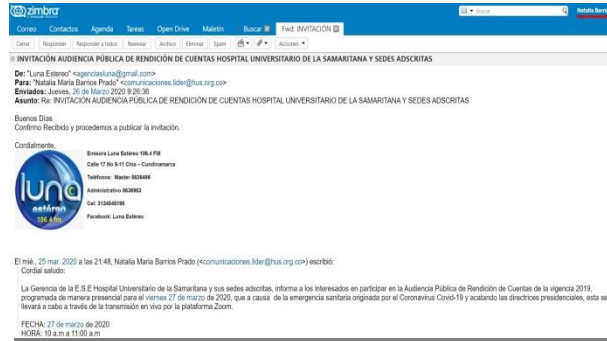 zimbra
Buscar
Natalia Barri
Correo Contactos Agenda Tareas Open Drive Maletín Buscar Fwd: INVITACIÓN
Cerrar Responder Responder a todos Reenviar Archivo Eliminar Spam Acciones
INVITACIÓN AUDIENCIA PÚBLICA DE RENDICIÓN DE CUENTAS HOSPITAL UNIVERSITARIO DE LA SAMARITANA Y SEDES ADSCRITAS
De: "Luna Estereo" <agencialuna@gmail.com>
Para: "Natalia Maria Barrios Prado" <comunicaciones.lider@hus.org.co>
Enviados: Jueves, 26 de Marzo 2020 9:26:36
Asunto: Re: INVITACIÓN AUDIENCIA PÚBLICA DE RENDICIÓN DE CUENTAS HOSPITAL UNIVERSITARIO DE LA SAMARITANA Y SEDES ADSCRITAS
Buenos Días
Confirmo Recibido y procedemos a publicar la invitación.
Cordialmente.
Emisora Luna Estéreo 106.4 FM
Calle 17 No 9-11 Chía – Cundinamarca
Teléfonos: Master 8636496
Administrativo 8636983
Cel:
Facebook: Luna Estéreo
luna
estéreo
106.4 fm
El mié., 25 mar. 2020 a las 21:48, Natalia Maria Barrios Prado (<comunicaciones.lider@hus.org.co>) escribió:
Cordial saludo:
La Gerencia de la E.S.E Hospital Universitario de la Samaritana y sus sedes adscritas, informa a los interesados en participar en la Audiencia Pública de Rendición de Cuentas de la vigencia 2019,
programada de manera presencial para el viernes 27 de marzo de 2020, que a causa de la emergencia sanitaria originada por el Coronavirus Covid-19 y acatando las directrices presidenciales, esta se
llevará a cabo a través de la transmisión en vivo por la plataforma Zoom.
FECHA: 27 de marzo de 2020
HORA: 10 a.m a 11:00 a.m